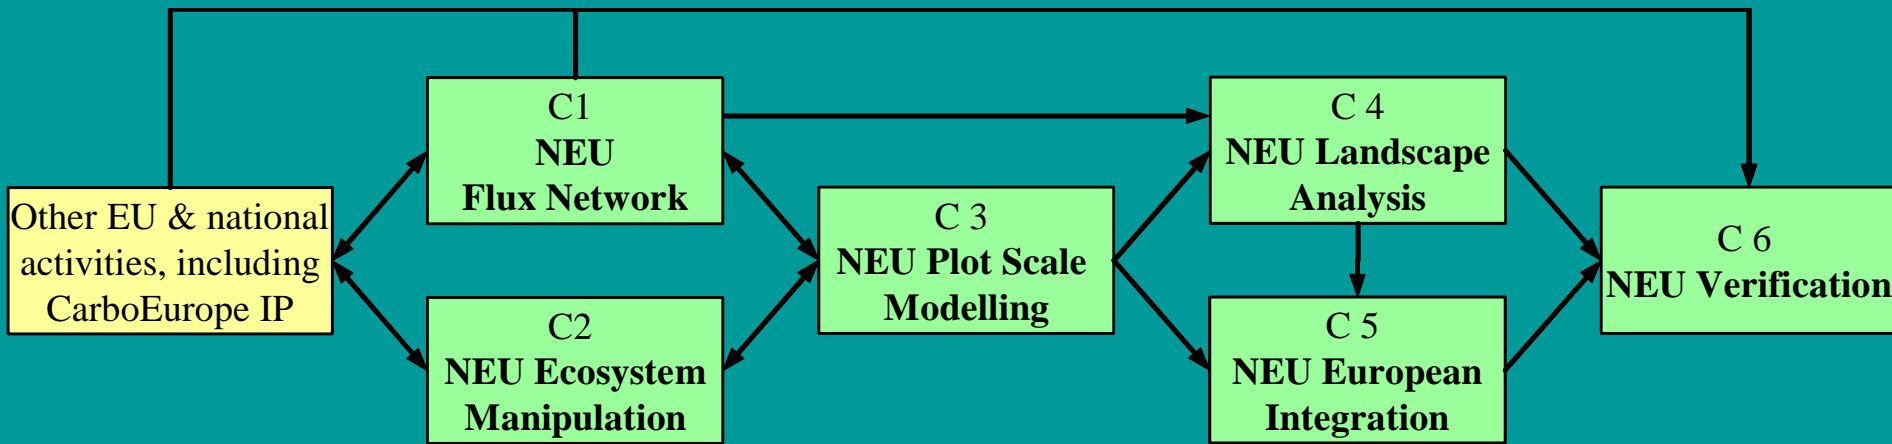 Other EU & national
activities, including
CarboEurope IP
C1
NEU
Flux Network
C2
NEU Ecosystem
Manipulation
C 3
NEU Plot Scale
Modelling
C 4
NEU Landscape
Analysis
C 5
NEU European
Integration
C 6
NEU Verification